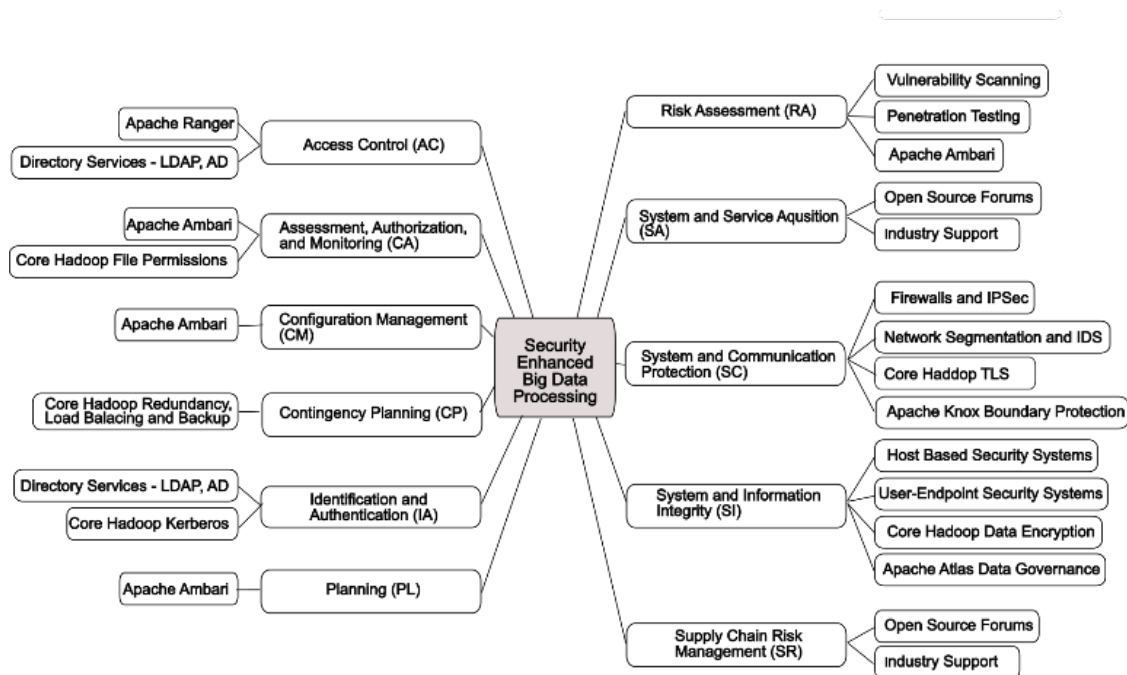 Apache Ranger
Directory Services - LDAP, AD
Access Control (AC)
Apache Ambari
Core Hadoop File Permissions
Assessment, Authorization,
and Monitoring (CA)
Apache Ambari
Configuration Management
(CM)
Core Hadoop Redundancy,
Load Balacing and Backup
Contingency Planning (CP)
Directory Services - LDAP, AD
Core Hadoop Kerberos
Identification and
Authentication (IA)
Apache Ambari
Planning (PL)
Security
Enhanced
Big Data
Processing
Risk Assessment (RA)
Vulnerability Scanning
Penetration Testing
Apache Ambari
System and Service Aqusition
(SA)
Open Source Forums
Industry Support
System and Communication
Protection (SC)
Firewalls and IPSec
Network Segmentation and IDS
Core Haddop TLS
Apache Knox Boundary Protection
System and Information
Integrity (SI)
Host Based Security Systems
User-Endpoint Security Systems
Core Hadoop Data Encryption
Apache Atlas Data Governance
Supply Chain Risk
Management (SR)
Open Source Forums
Industry Support